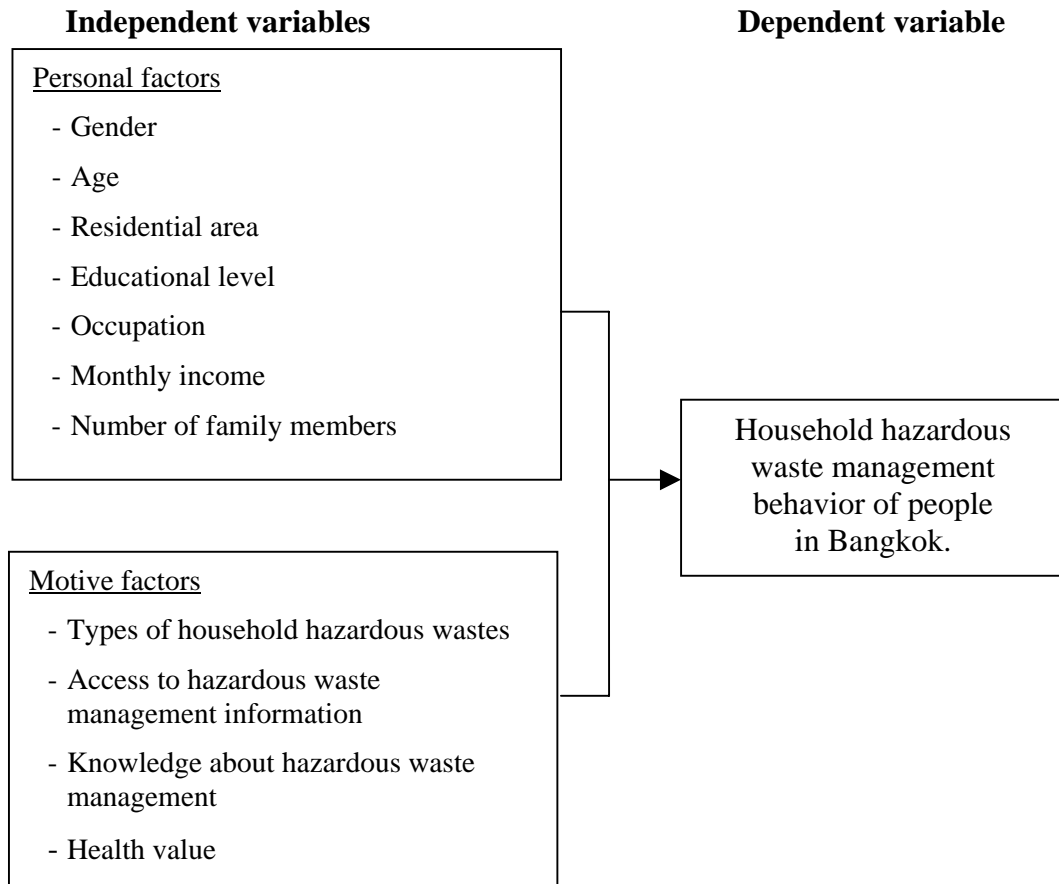 Independent variables
Dependent variable
Personal factors
- Gender
- Age
- Residential area
- Educational level
- Occupation
- Monthly income
- Number of family members
Motive factors
- Types of household hazardous wastes
- Access to hazardous waste
management information
- Knowledge about hazardous waste
management
- Health value
Household hazardous
waste management
behavior of people
in Bangkok.